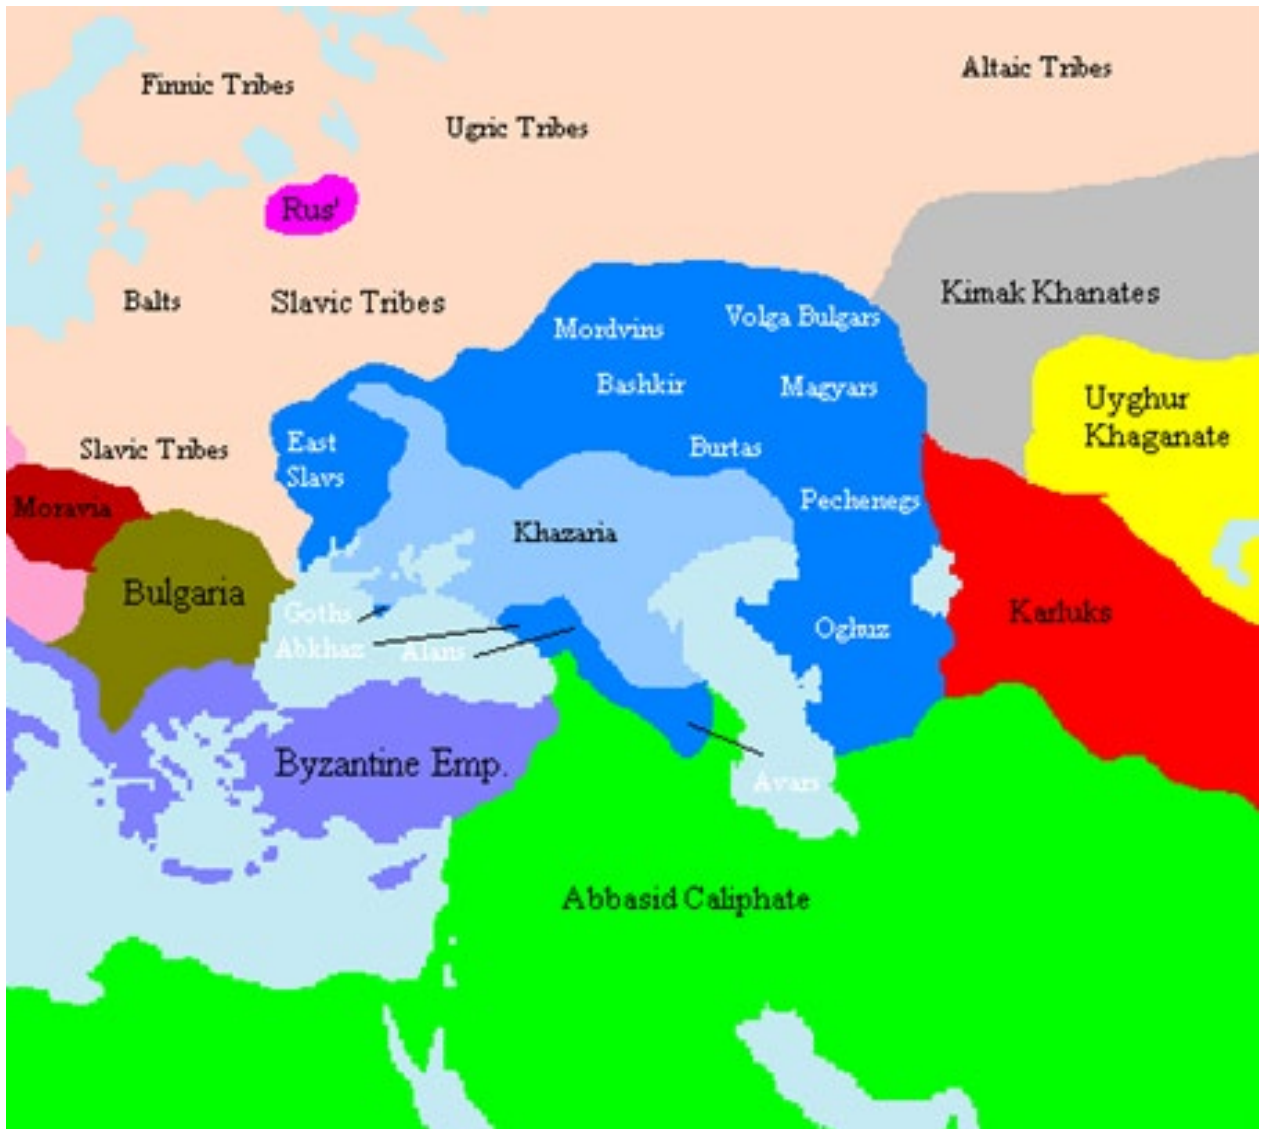 Altaic Tribes
Finnic Tribes
Ugric Tribes
Rus'
Kimak Khanates
Balts
Slavic Tribes
Volga Bulgars
Mordvins
Bashkir
Magyars
Uyghur
Khaganate
East
Slavs
Slavic Tribes
Burtas
Pechenegs
Moravia
Khazaria
Bulgaria
Goths
Karluks
Oghuz
Abkhaz
Alans
Byzantine Emp.
Avars
Abbasid Caliphate